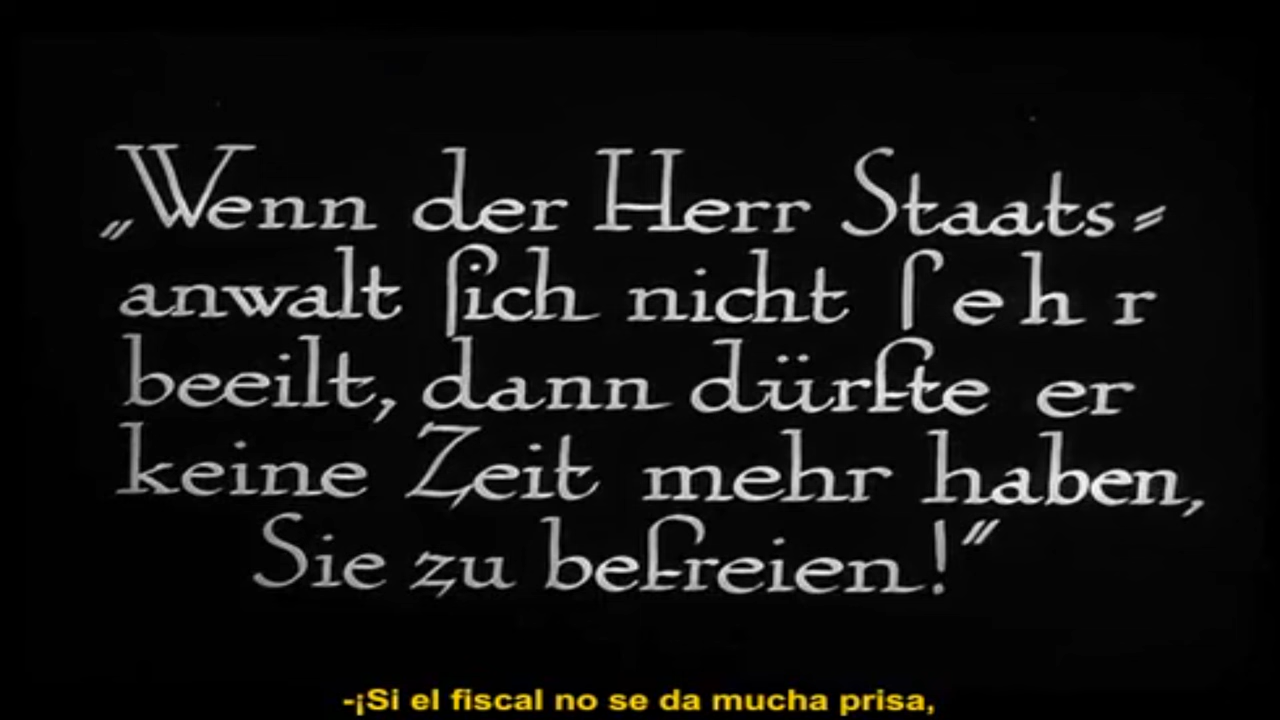 „Wenn der Herr Staats⸗
anwalt ſich nicht ſ e h r
beeilt, dann dürfte er
keine Zeit mehr haben,
Sie zu befreien!"
-¡Si el fiscal no se da mucha prisa,